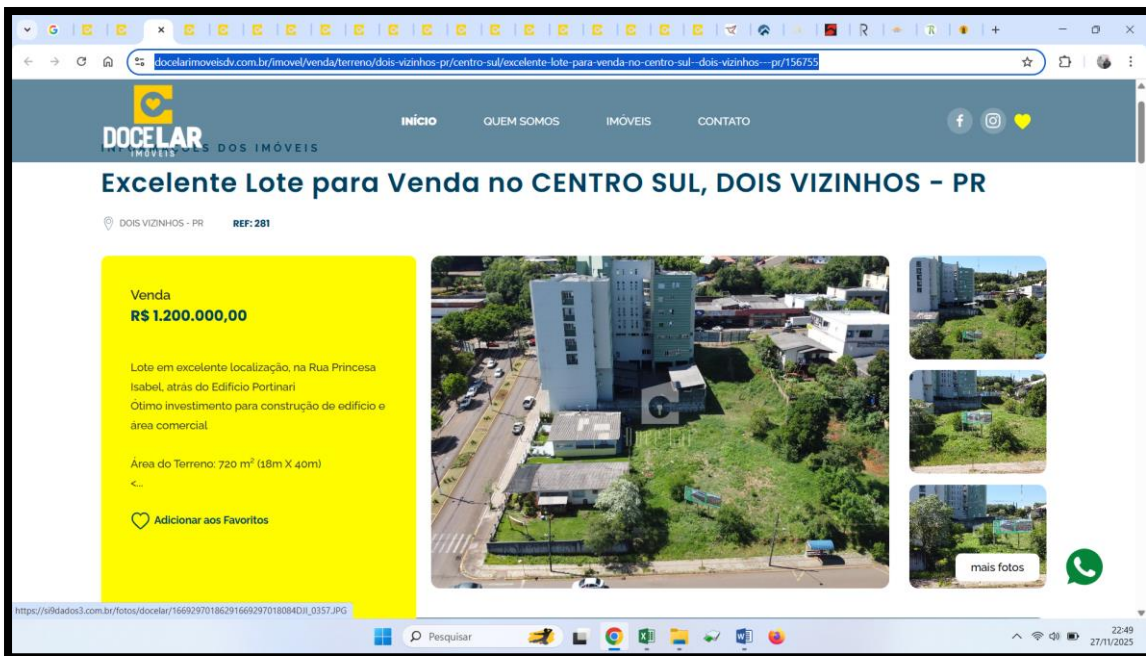 docelarimoveisdv.com.br/imovel/venda/terreno/dois-vizinhos-pr/centro-sul/excelente-lote-para-venda-no-centro-sul--dois-vizinhos---pr/156755
DOCELAR
IMÓVEIS
INÍCIO
QUEM SOMOS
IMÓVEIS
CONTATO
INFORMAÇÕES DOS IMÓVEIS
Excelente Lote para Venda no CENTRO SUL, DOIS VIZINHOS - PR
DOIS VIZINHOS - PR
REF: 281
Venda
R$ 1.200.000,00
Lote em excelente localização, na Rua Princesa
Isabel, atrás do Edifício Portinari
Ótimo investimento para construção de edifício e
área comercial
Área do Terreno: 720 m² (18m X 40m)
<...
Adicionar aos Favoritos
Doce Lar
mais fotos
https://si9dados3.com.br/fotos/docelar/16692970186291669297018084DJI_0357.JPG
Pesquisar
22:49
27/11/2025